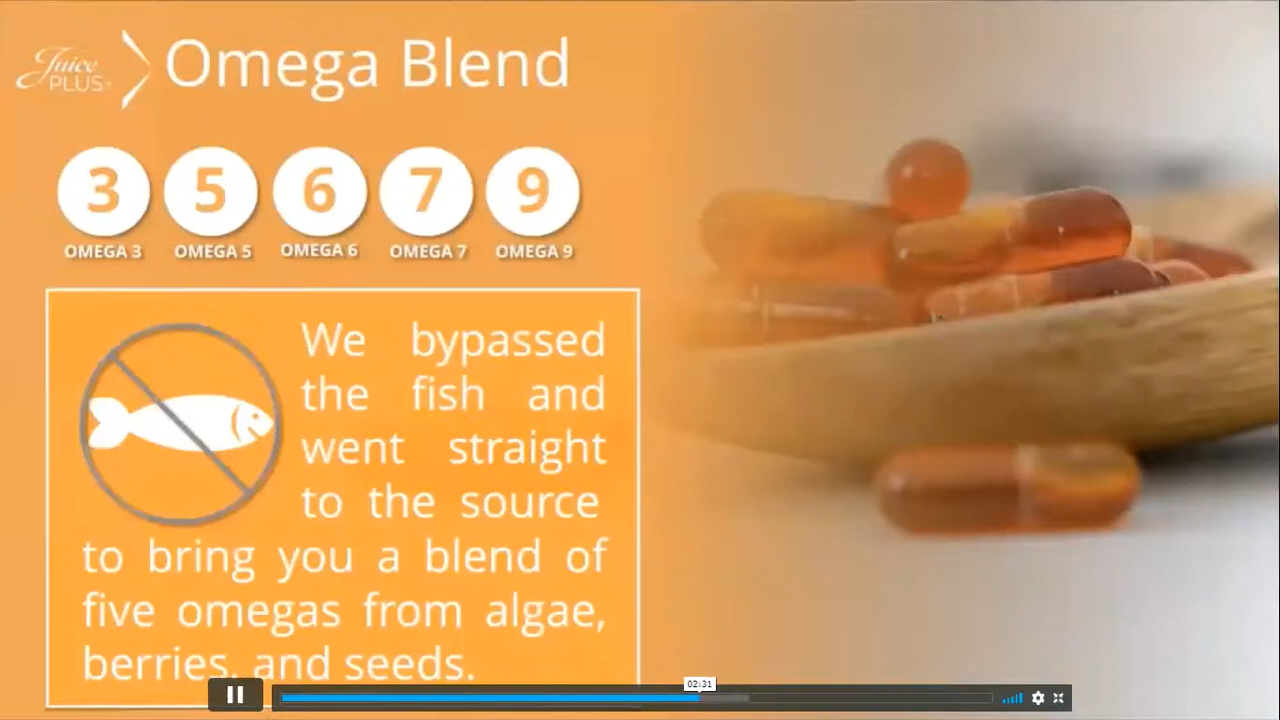 Juice
PLUS+
Omega Blend
3 5 6 7 9
OMEGA 3 OMEGA 5 OMEGA 6 OMEGA 7 OMEGA 9
We bypassed
the fish and
went straight
to the source
to bring you a blend of
five omegas from algae,
berries, and seeds.
02:31